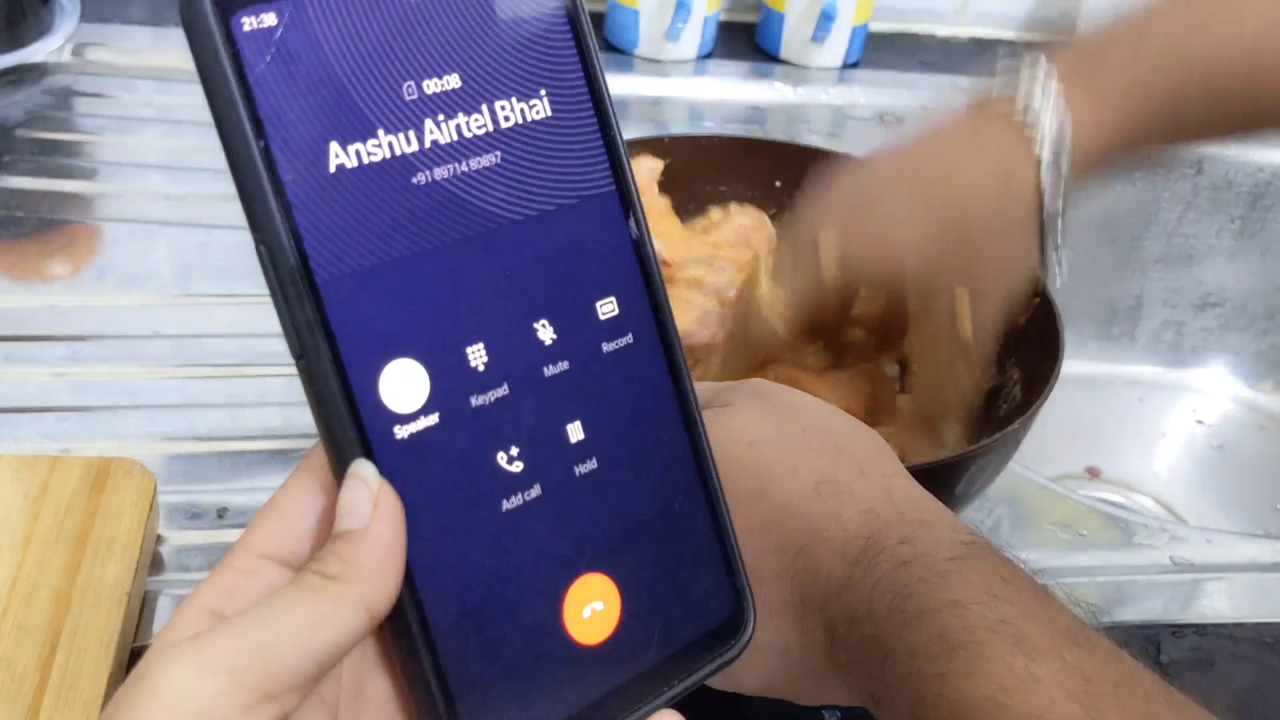 21:38
00:08
Anshu Airtel Bhai
+91 89714 80897
Speaker
Keypad
Mute
Record
Add call
Hold